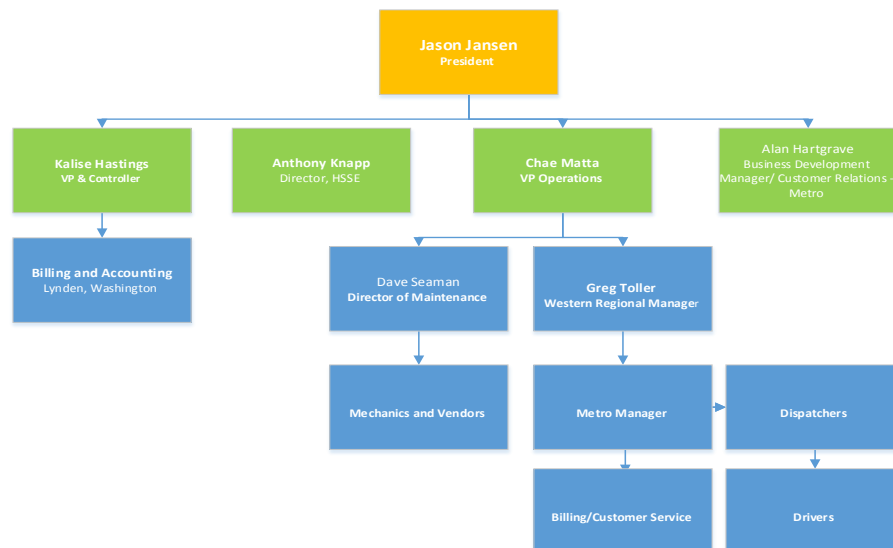 Jason Jansen
President
Kalise Hastings
VP & Controller
Anthony Knapp
Director, HSSE
Chae Matta
VP Operations
Alan Hartgrave
Business Development
Manager/ Customer Relations -
Metro
Billing and Accounting
Lynden, Washington
Dave Seaman
Director of Maintenance
Greg Toller
Western Regional Manager
Mechanics and Vendors
Metro Manager
Dispatchers
Billing/Customer Service
Drivers